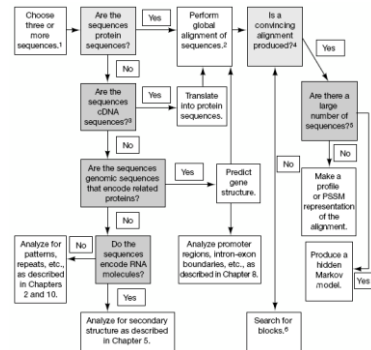 Choose
three or
more
sequences.¹
Are the
sequences
protein
sequences?
Yes
Perform
global
alignment of
sequences.²
Is a
convincing
alignment
produced?⁴
Yes
No
Are the
sequences
cDNA
sequences?³
Yes
Translate
into protein
sequences.
Are there a
large
number of
sequences?⁵
No
No
Are the sequences
genomic sequences
that encode related
proteins?
Yes
Predict
gene
structure.
No
Make a
profile
or PSSM
representation
of the
alignment.
No
Analyze for
patterns,
repeats, etc.,
as described
in Chapters
2 and 10.
No
Do the
sequences
encode RNA
molecules?
Analyze promoter
regions, intron-exon
boundaries, etc., as
described in Chapter 8.
Produce a
hidden
Markov
model.
Yes
Yes
Analyze for secondary
structure as described
in Chapter 5.
Search for
blocks.⁶